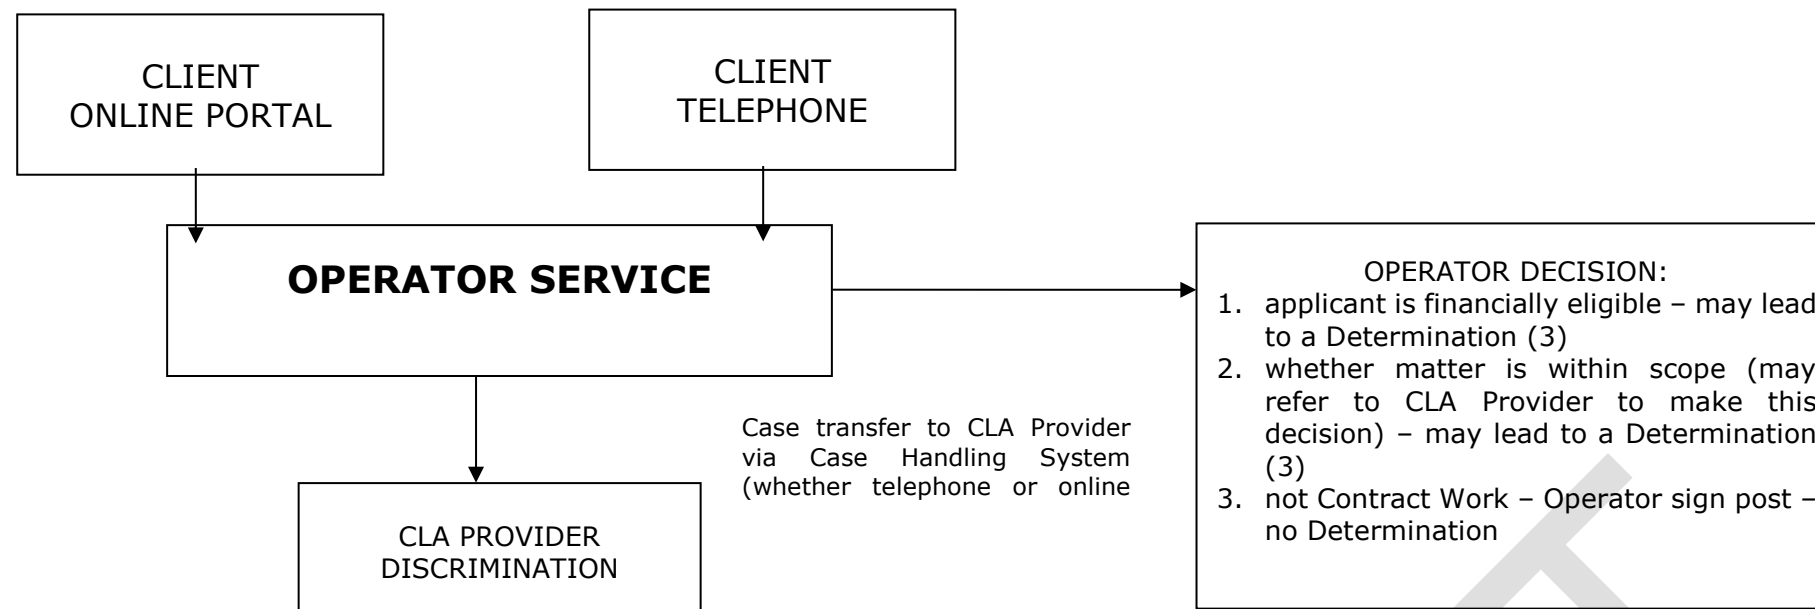 CLIENT
ONLINE PORTAL
CLIENT
TELEPHONE
OPERATOR SERVICE
OPERATOR DECISION:
1. applicant is financially eligible – may lead
to a Determination (3)
2. whether matter is within scope (may
refer to CLA Provider to make this
decision) – may lead to a Determination
(3)
3. not Contract Work – Operator sign post –
no Determination
Case transfer to CLA Provider
via Case Handling System
(whether telephone or online
CLA PROVIDER
DISCRIMINATION